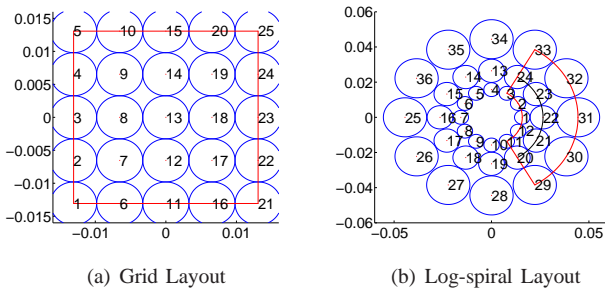 0.015
0.01
0.005
0
−0.005
−0.01
−0.015
5 10 15 20 25
4 9 14 19 24
3 8 13 18 23
2 7 12 17 22
1 6 11 16 21
−0.01 0 0.01
(a) Grid Layout
0.06
0.04
0.02
0
−0.02
−0.04
−0.06
34
35 33
36 14 13 24 32
15 5 4 3 23
6 2
25 16 7 1 22 31
8 12
17 9 10 11 21
26 18 19 20 30
27 29
28
−0.05 0 0.05
(b) Log-spiral Layout